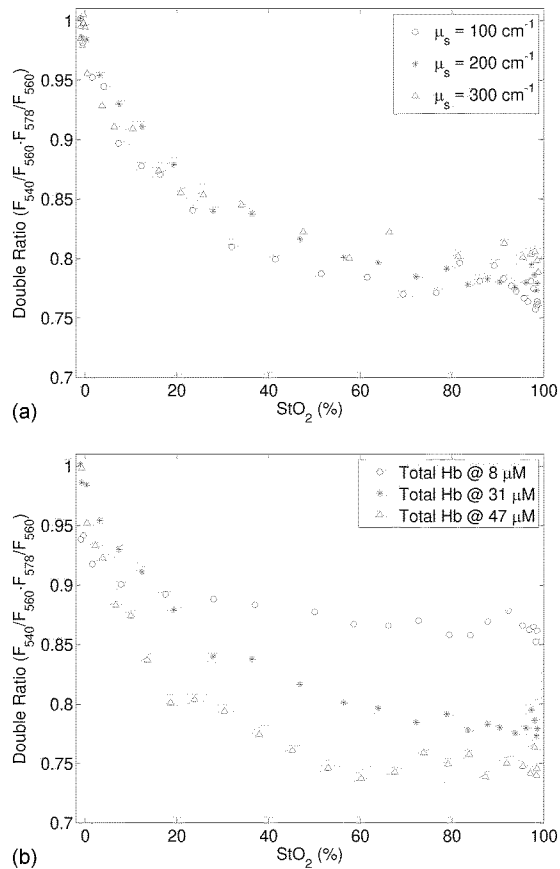 1
0.95
0.9
0.85
0.8
0.75
0.7
Double Ratio (F540/F560·F578/F560)
μs = 100 cm-1
μs = 200 cm-1
μs = 300 cm-1
0 20 40 60 80 100
StO2 (%)
(a)
1
0.95
0.9
0.85
0.8
0.75
0.7
Double Ratio (F540/F560·F578/F560)
Total Hb @ 8 μM
Total Hb @ 31 μM
Total Hb @ 47 μM
0 20 40 60 80 100
StO2 (%)
(b)